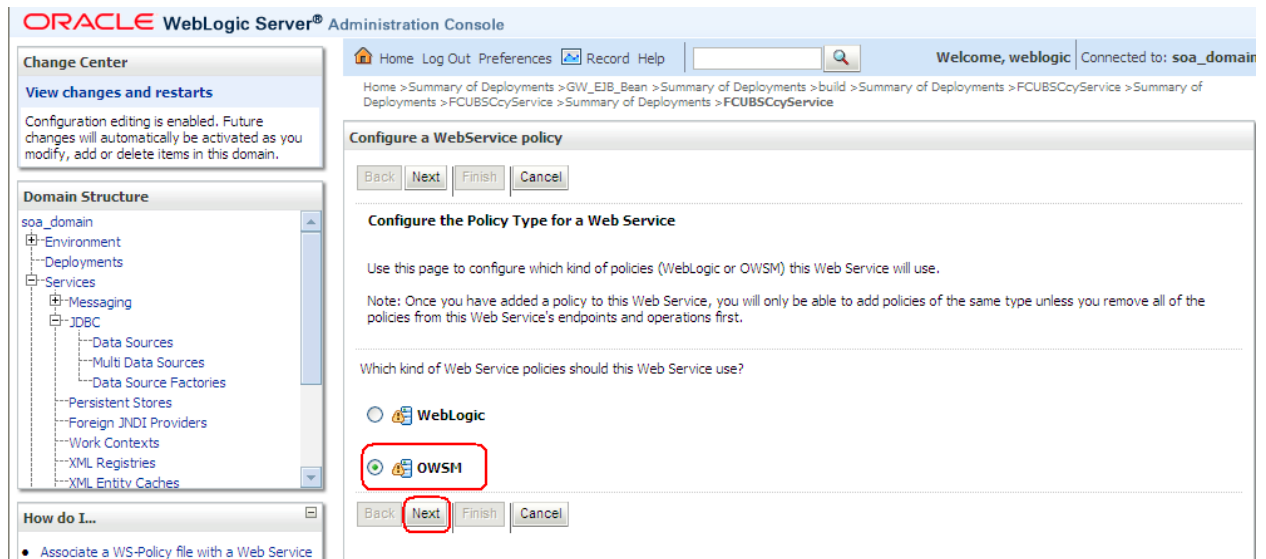 ORACLE WebLogic Server® Administration Console
Change Center
View changes and restarts
Configuration editing is enabled. Future
changes will automatically be activated as you
modify, add or delete items in this domain.
Domain Structure
soa_domain
Environment
Deployments
Services
Messaging
JDBC
Data Sources
Multi Data Sources
Data Source Factories
Persistent Stores
Foreign JNDI Providers
Work Contexts
XML Registries
XML Entity Caches
How do I...
Associate a WS-Policy file with a Web Service
Home Log Out Preferences Record Help
Welcome, weblogic Connected to: soa_domain
Home >Summary of Deployments >GW_EJB_Bean >Summary of Deployments >build >Summary of Deployments >FCUBSCcyService >Summary of
Deployments >FCUBSCcyService >Summary of Deployments >FCUBSCcyService
Configure a WebService policy
Back Next Finish Cancel
Configure the Policy Type for a Web Service
Use this page to configure which kind of policies (WebLogic or OWSM) this Web Service will use.
Note: Once you have added a policy to this Web Service, you will only be able to add policies of the same type unless you remove all of the
policies from this Web Service's endpoints and operations first.
Which kind of Web Service policies should this Web Service use?
WebLogic
OWSM
Back Next Finish Cancel